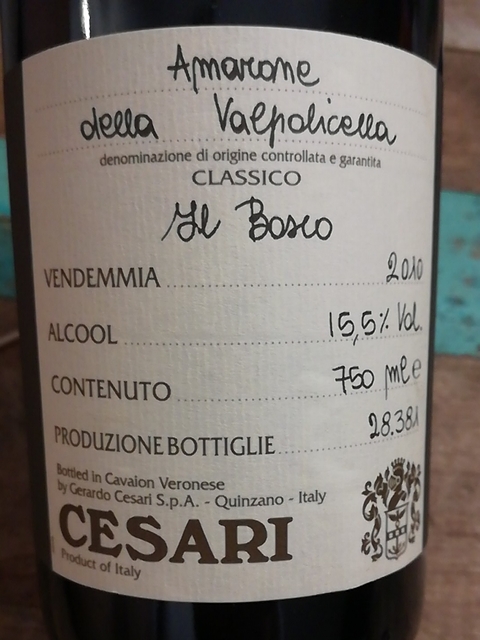 Amarone
della Valpolicella
denominazione di origine controllata e garantita
CLASSICO
Il Bosco
VENDEMMIA 2010
ALCOOL 15,5% Vol.
CONTENUTO 750 ml e
PRODUZIONE BOTTIGLIE 28.381
Bottled in Cavaion Veronese
by Gerardo Cesari S.p.A. - Quinzano - Italy
CESARI
Product of Italy